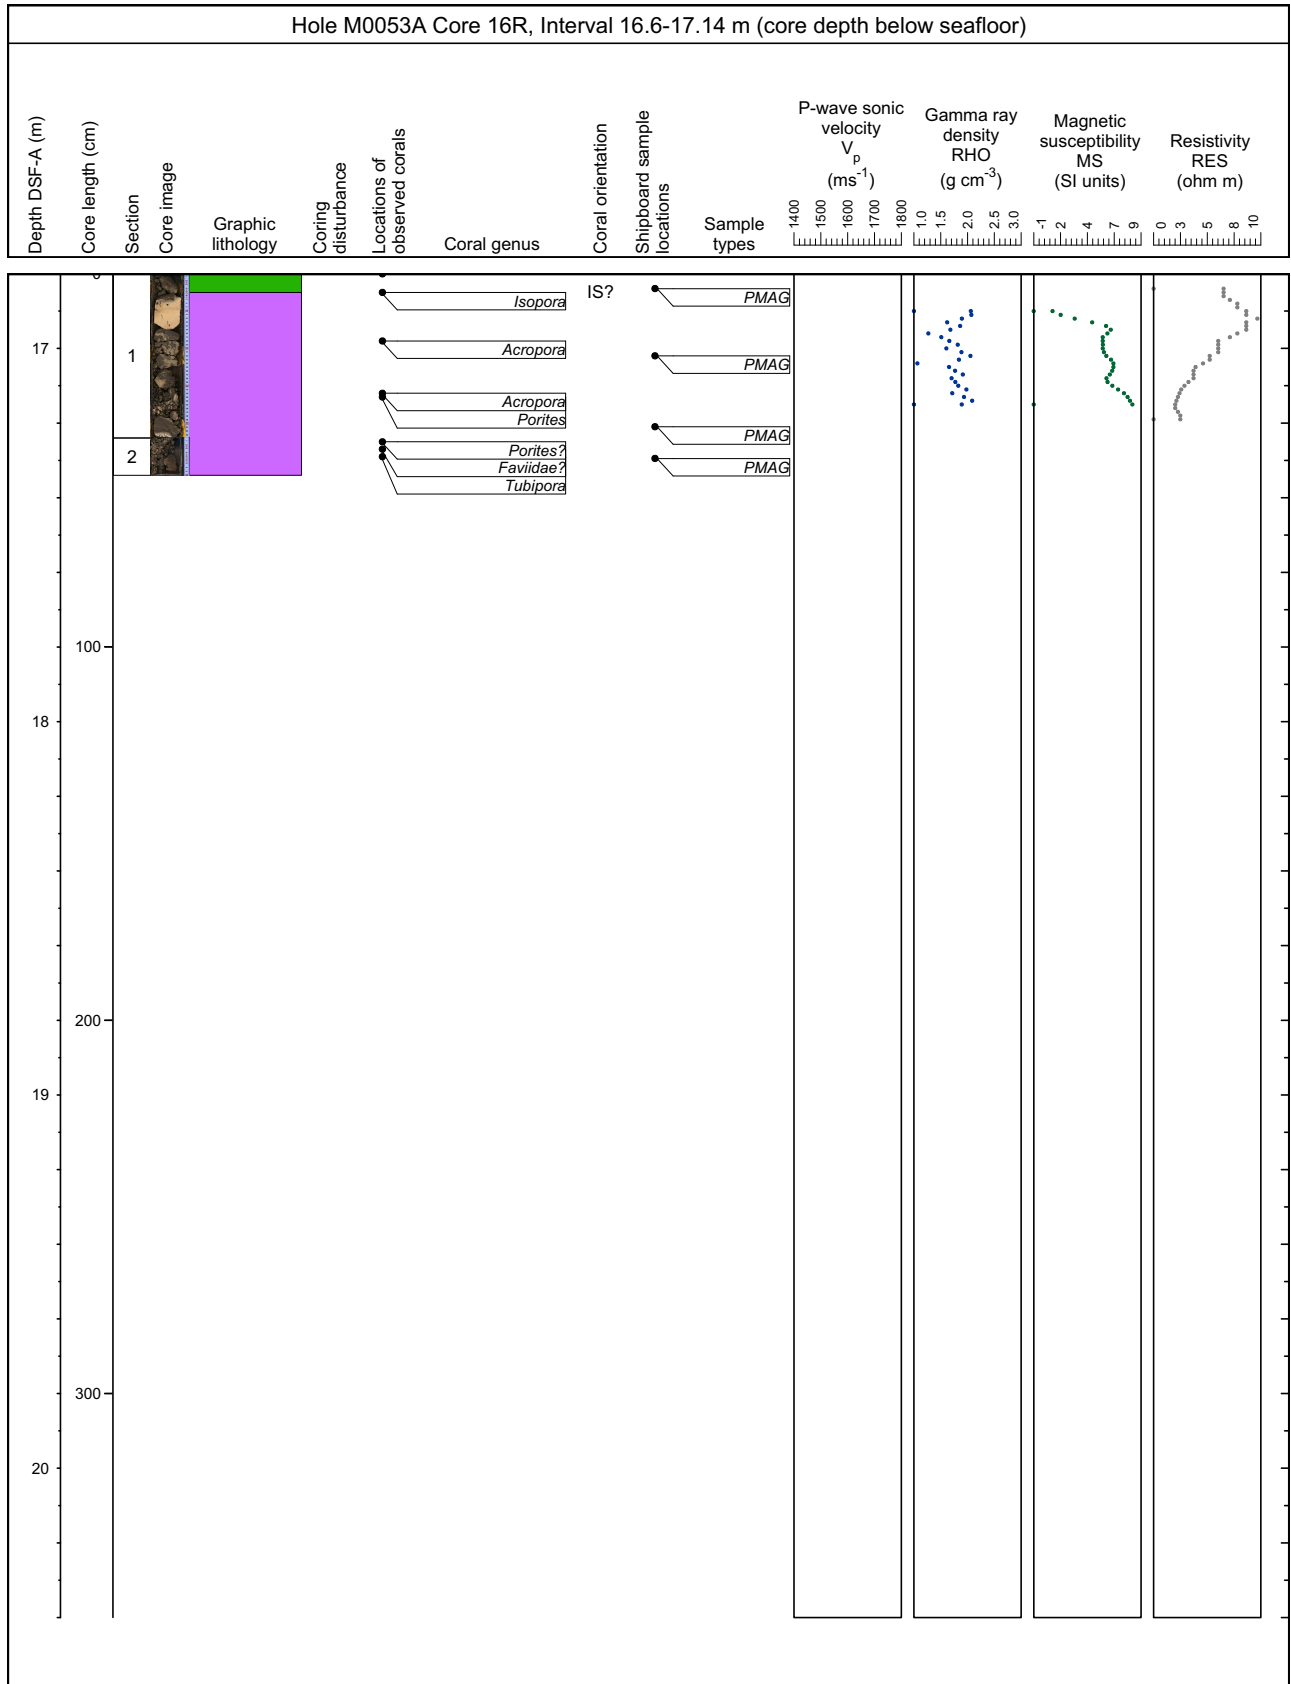 Hole M0053A Core 16R, Interval 16.6-17.14 m (core depth below seafloor)
Depth DSF-A (m)
Core length (cm)
Section
Core image
Graphic
lithology
Coring
disturbance
Locations of
observed corals
Coral genus
Coral orientation
Shipboard sample
locations
Sample
types
P-wave sonic
velocity
Vp
(ms-1)
1400 1500 1600 1700 1800
Gamma ray
density
RHO
(g cm-3)
1.0 1.5 2.0 2.5 3.0
Magnetic
susceptibility
MS
(SI units)
-1 2 4 7 9
Resistivity
RES
(ohm m)
0 3 5 8 10
IS?
Isopora
PMAG
17
1
Acropora
PMAG
Acropora
Porites
PMAG
2
Porites?
Faviidae?
Tubipora
PMAG
100
18
200
19
300
20